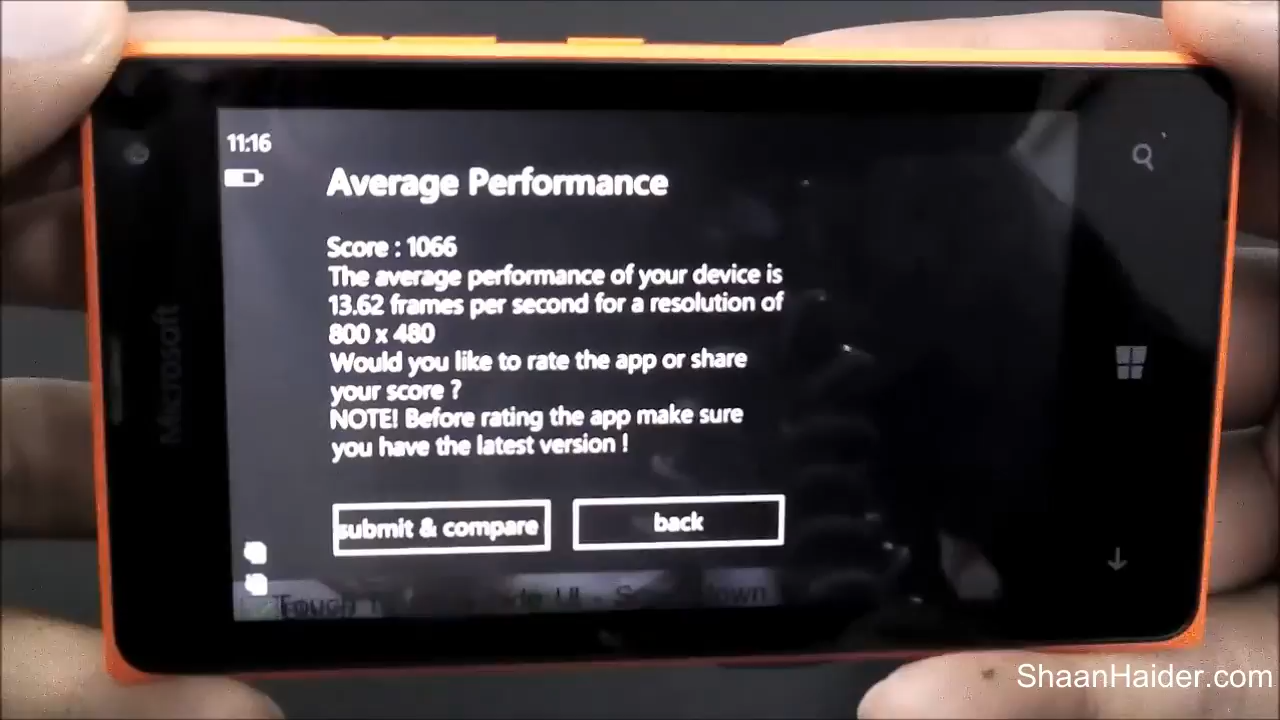 11:16
Average Performance
Score : 1066
The average performance of your device is
13.62 frames per second for a resolution of
800 x 480
Would you like to rate the app or share
your score ?
NOTE! Before rating the app make sure
you have the latest version !
submit & compare
back
Touch
Microsoft
ShaanHaider.com